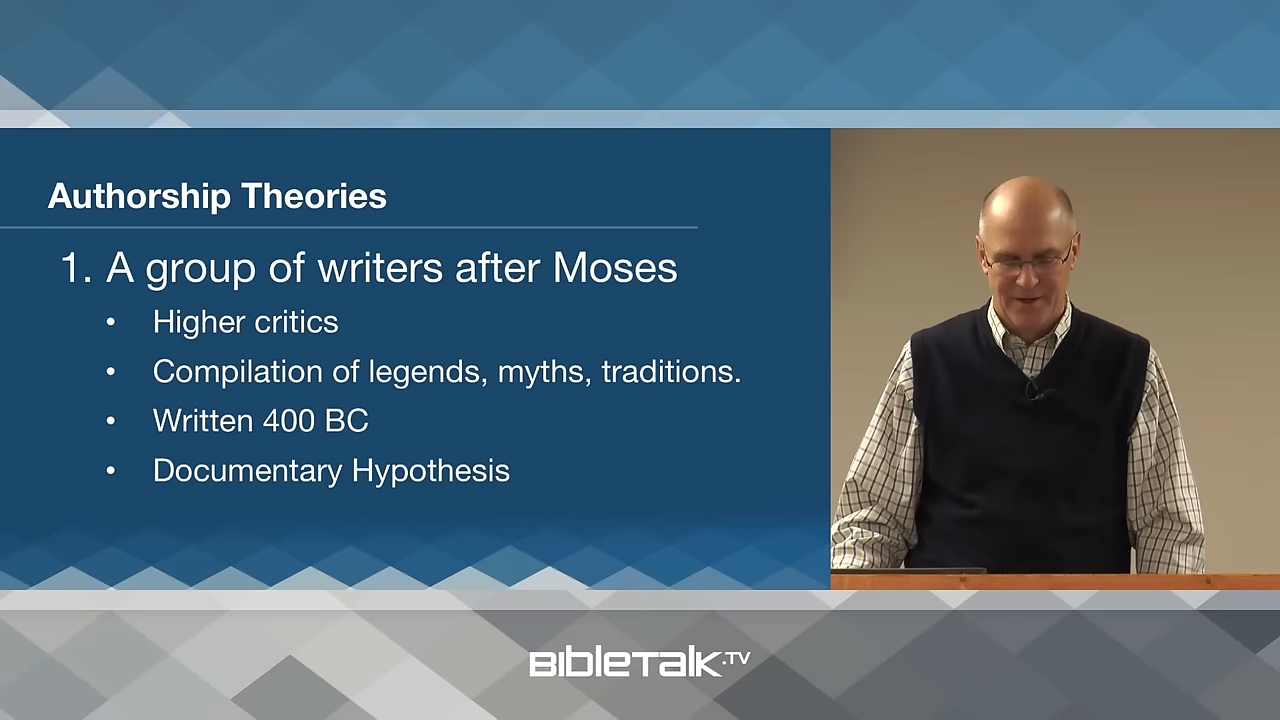 Authorship Theories
1. A group of writers after Moses
• Higher critics
• Compilation of legends, myths, traditions.
• Written 400 BC
• Documentary Hypothesis
BIBLETALK.TV